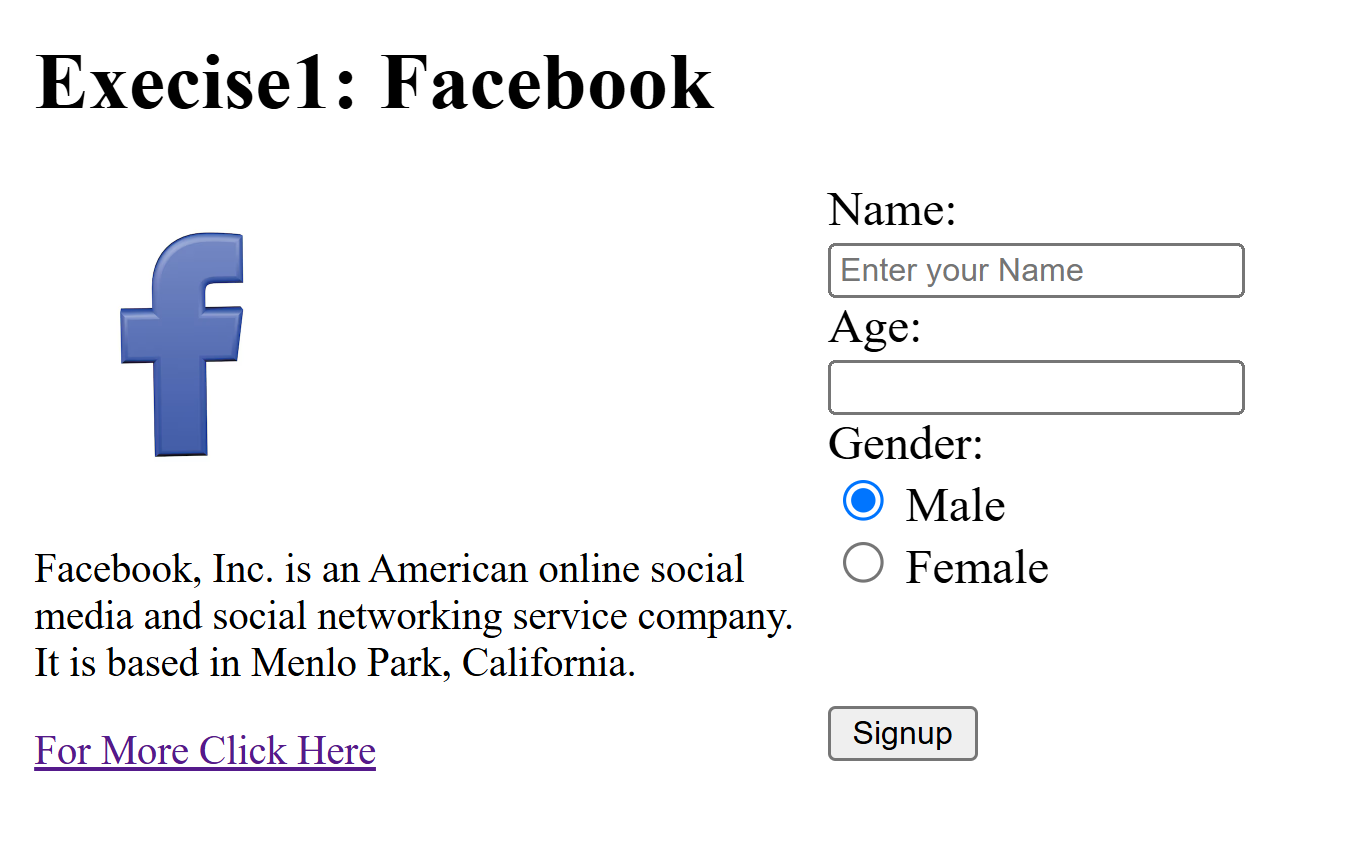 Execise1: Facebook
f
Facebook, Inc. is an American online social
media and social networking service company.
It is based in Menlo Park, California.
For More Click Here
Name:
Enter your Name
Age:
Gender:
Male
Female
Signup